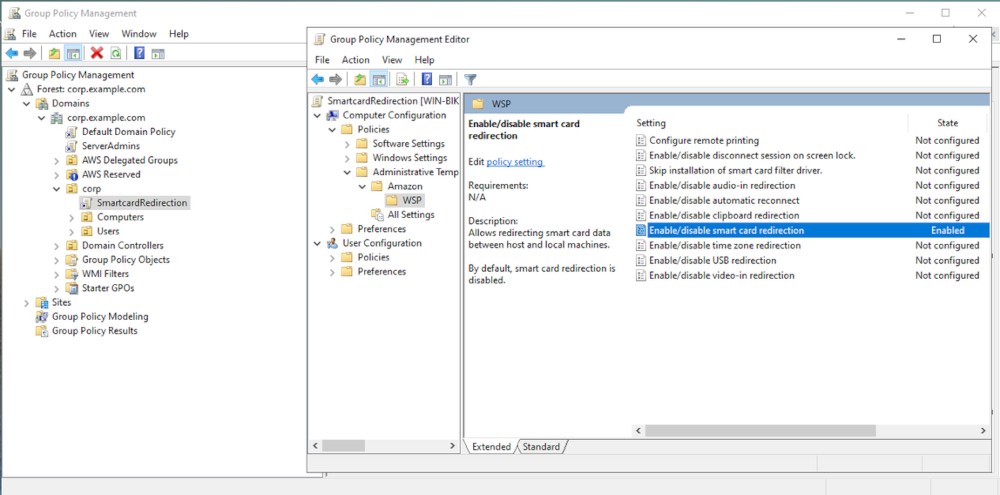 Group Policy Management
File Action View Window Help
Group Policy Management
Forest: corp.example.com
Domains
corp.example.com
Default Domain Policy
ServerAdmins
AWS Delegated Groups
AWS Reserved
corp
SmartcardRedirection
Computers
Users
Domain Controllers
Group Policy Objects
WMI Filters
Starter GPOs
Sites
Group Policy Modeling
Group Policy Results
Group Policy Management Editor
File Action View Help
SmartcardRedirection [WIN-BIK
Computer Configuration
Policies
Software Settings
Windows Settings
Administrative Temp
Amazon
WSP
All Settings
Preferences
User Configuration
Policies
Preferences
WSP
Enable/disable smart card
redirection
Edit policy setting
Requirements:
N/A
Description:
Allows redirecting smart card data
between host and local machines.
By default, smart card redirection is
disabled.
Setting State
Configure remote printing Not configured
Enable/disable disconnect session on screen lock. Not configured
Skip installation of smart card filter driver. Not configured
Enable/disable audio-in redirection Not configured
Enable/disable automatic reconnect Not configured
Enable/disable clipboard redirection Not configured
Enable/disable smart card redirection Enabled
Enable/disable time zone redirection Not configured
Enable/disable USB redirection Not configured
Enable/disable video-in redirection Not configured
Extended Standard